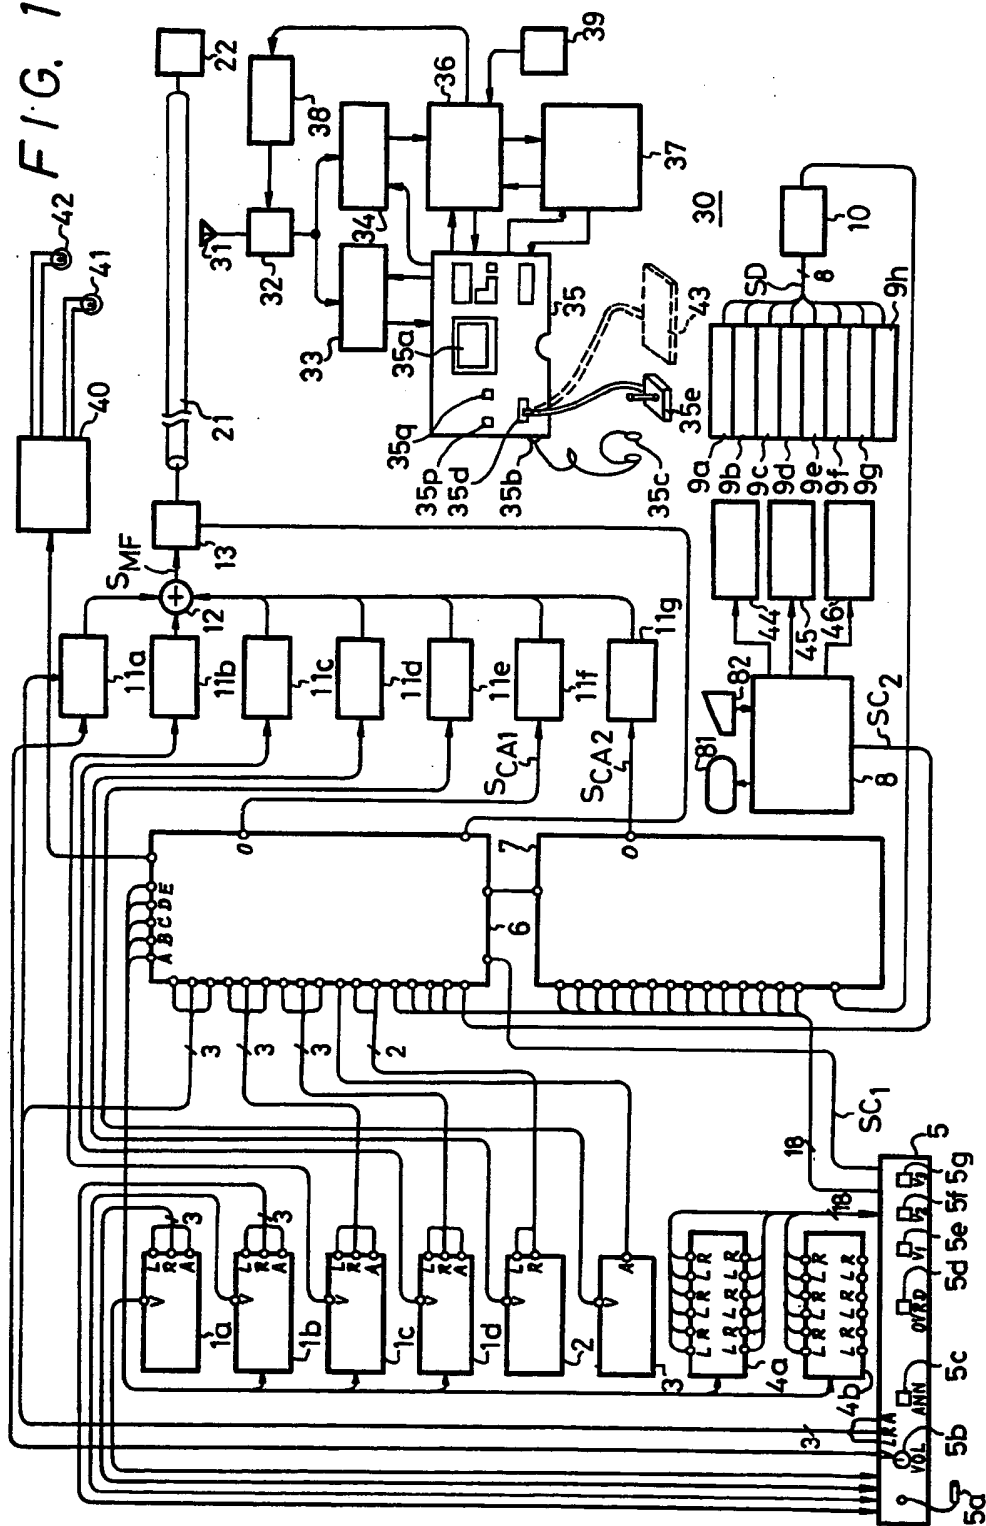 FIG. 1
1a
1b
1c
1d
2
3
4a
4b
V
L
R
A
3
V
L
R
A
3
V
L
R
A
V
L
R
A
V
L
R
V
A
L R L R L R
L R L R L R
L R L R L R
L R L R L R
18
18
3
3
3
2
3
L R A
VOL
ANN
OVRD
V1
V2
V3
5
5a
5b
5c
5d
5e
5f
5g
SC1
A B C D E
6
O
7
O
SCA1
SCA2
11a
11b
11c
11d
11e
11f
11g
12
SMF
13
21
22
40
41
42
8
81
82
SC2
44
45
46
9a
9b
9c
9d
9e
9f
9g
9h
SD
8
10
30
31
32
33
34
35
35a
35b
35c
35d
35e
35p
35q
36
37
38
39
43